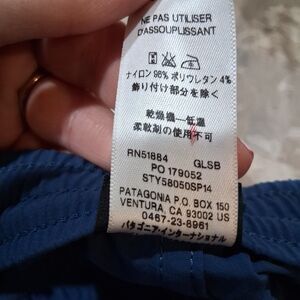 NE PAS UTILISER
D'ASSOUPLISSANT
ナイロン 96% ポリウレタン 4%
飾り付け部分を除く
乾燥機—低温
柔軟剤の使用不可
RN51884 GLSB
PO 179052
STY58050SP14
PATAGONIA P.O. BOX 150
VENTURA, CA 93002 US
0467-23-8961
パタゴニア・インターナショナル